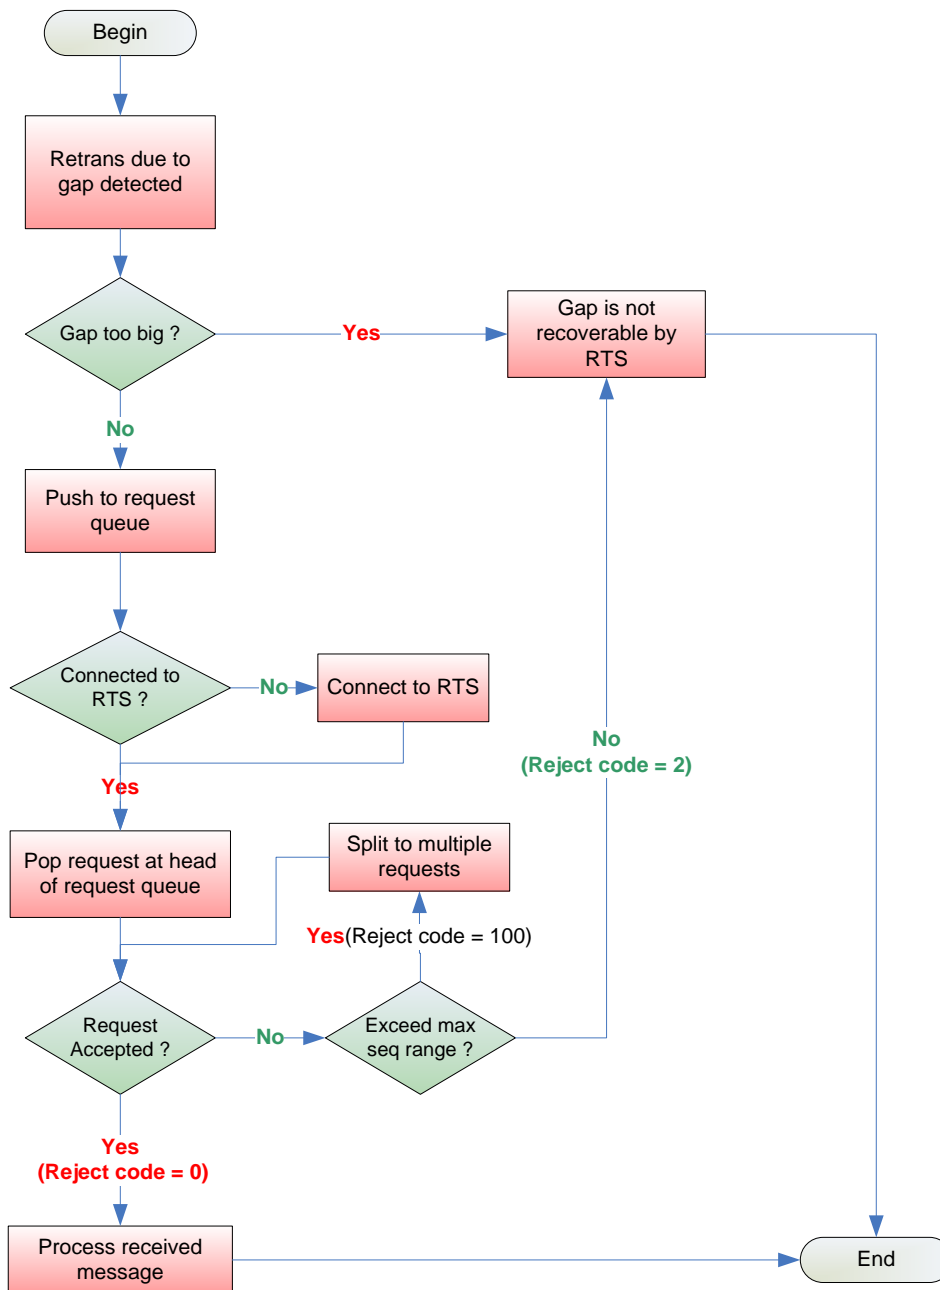 Begin
Retrans due to
gap detected
Gap too big ?
Yes
Gap is not
recoverable by
RTS
No
Push to request
queue
Connected to
RTS ?
No
Connect to RTS
No
(Reject code = 2)
Yes
Pop request at head
of request queue
Split to multiple
requests
Yes(Reject code = 100)
Request
Accepted ?
No
Exceed max
seq range ?
Yes
(Reject code = 0)
Process received
message
End